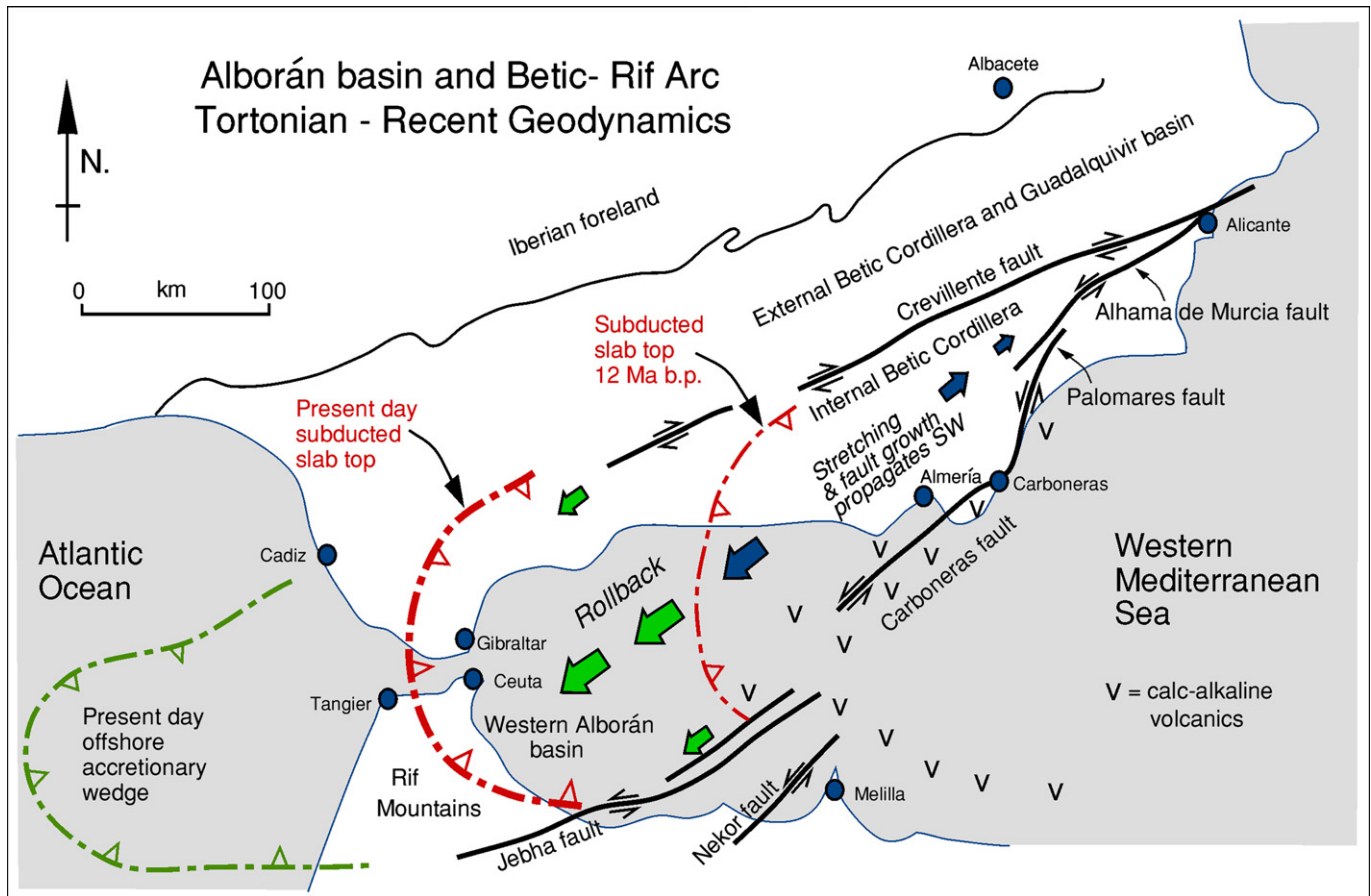 Alborán basin and Betic- Rif Arc
Tortonian - Recent Geodynamics
N.
0 km 100
Albacete
Iberian foreland
External Betic Cordillera and Guadalquivir basin
Alicante
Crevillente fault
Alhama de Murcia fault
Internal Betic Cordillera
Palomares fault
Subducted
slab top
12 Ma b.p.
Present day
subducted
slab top
Stretching
& fault growth
propagates SW
Almería
Carboneras
Carboneras fault
Atlantic
Ocean
Cadiz
Rollback
Western
Mediterranean
Sea
Gibraltar
Ceuta
Tangier
Western Alborán
basin
V = calc-alkaline
volcanics
Present day
offshore
accretionary
wedge
Rif
Mountains
Jebha fault
Nekor fault
Melilla
V
V
V
V
V
V
V
V
V
V
V
V
V